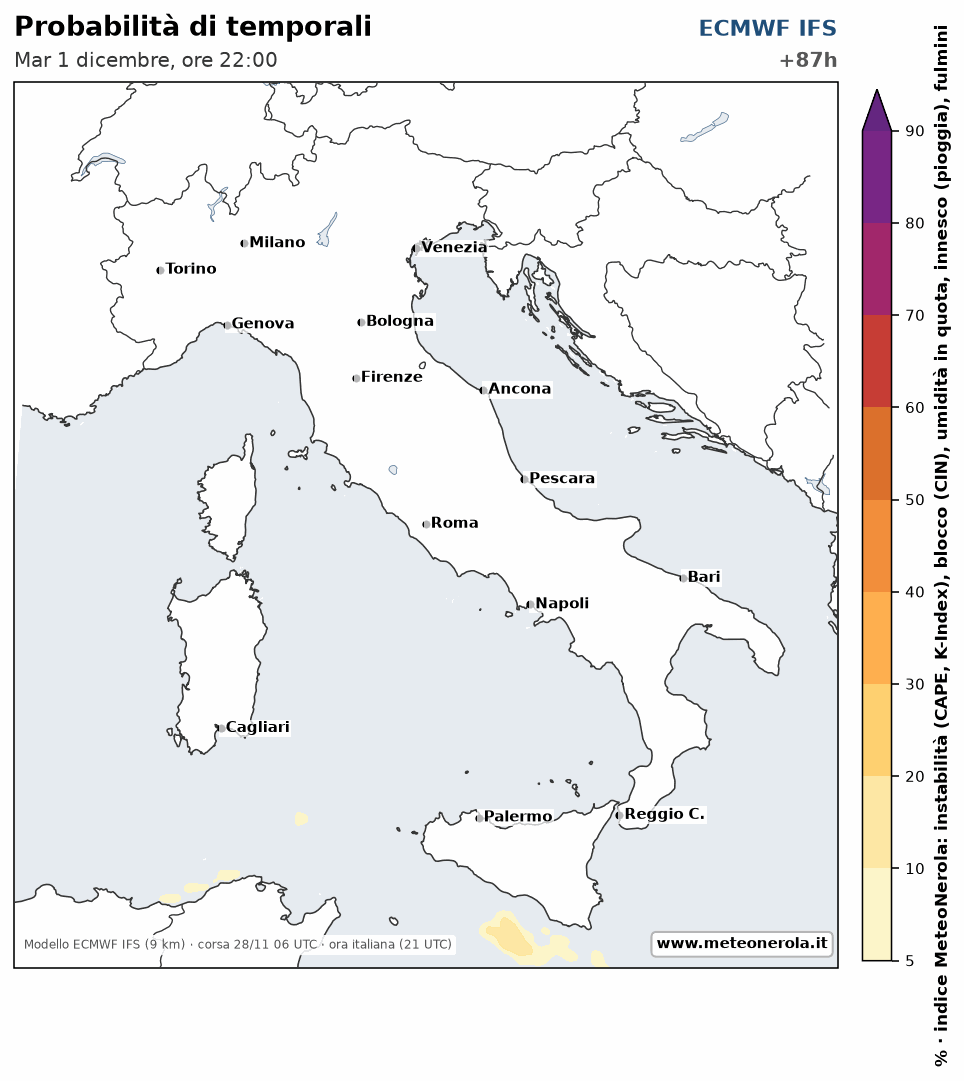 Probabilità di temporali
ECMWF IFS
Mar 1 dicembre, ore 22:00
+87h
Milano
Venezia
Torino
Genova
Bologna
Firenze
Ancona
Pescara
Roma
Bari
Napoli
Cagliari
Palermo
Reggio C.
Modello ECMWF IFS (9 km) · corsa 28/11 06 UTC · ora italiana (21 UTC)
www.meteonerola.it
90
80
70
60
50
40
30
20
10
5
% · indice MeteoNerola: instabilità (CAPE, K-Index), blocco (CIN), umidità in quota, innesco (pioggia), fulmini